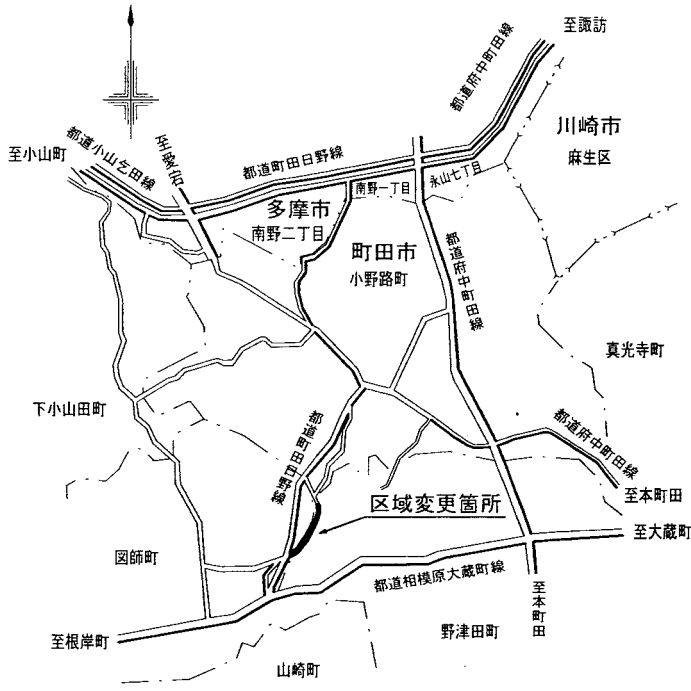 至諏訪
都道府中町田線
川崎市
麻生区
至小山町
都道小山乞田線
至愛宕
都道町田日野線
南野一丁目
永山七丁目
多摩市
南野二丁目
町田市
小野路町
都道府中町田線
真光寺町
下小山田町
都道町田日野線
都道府中町田線
至本町田
区域変更箇所
至大蔵町
図師町
都道相模原大蔵町線
至本町田
至根岸町
野津田町
山崎町